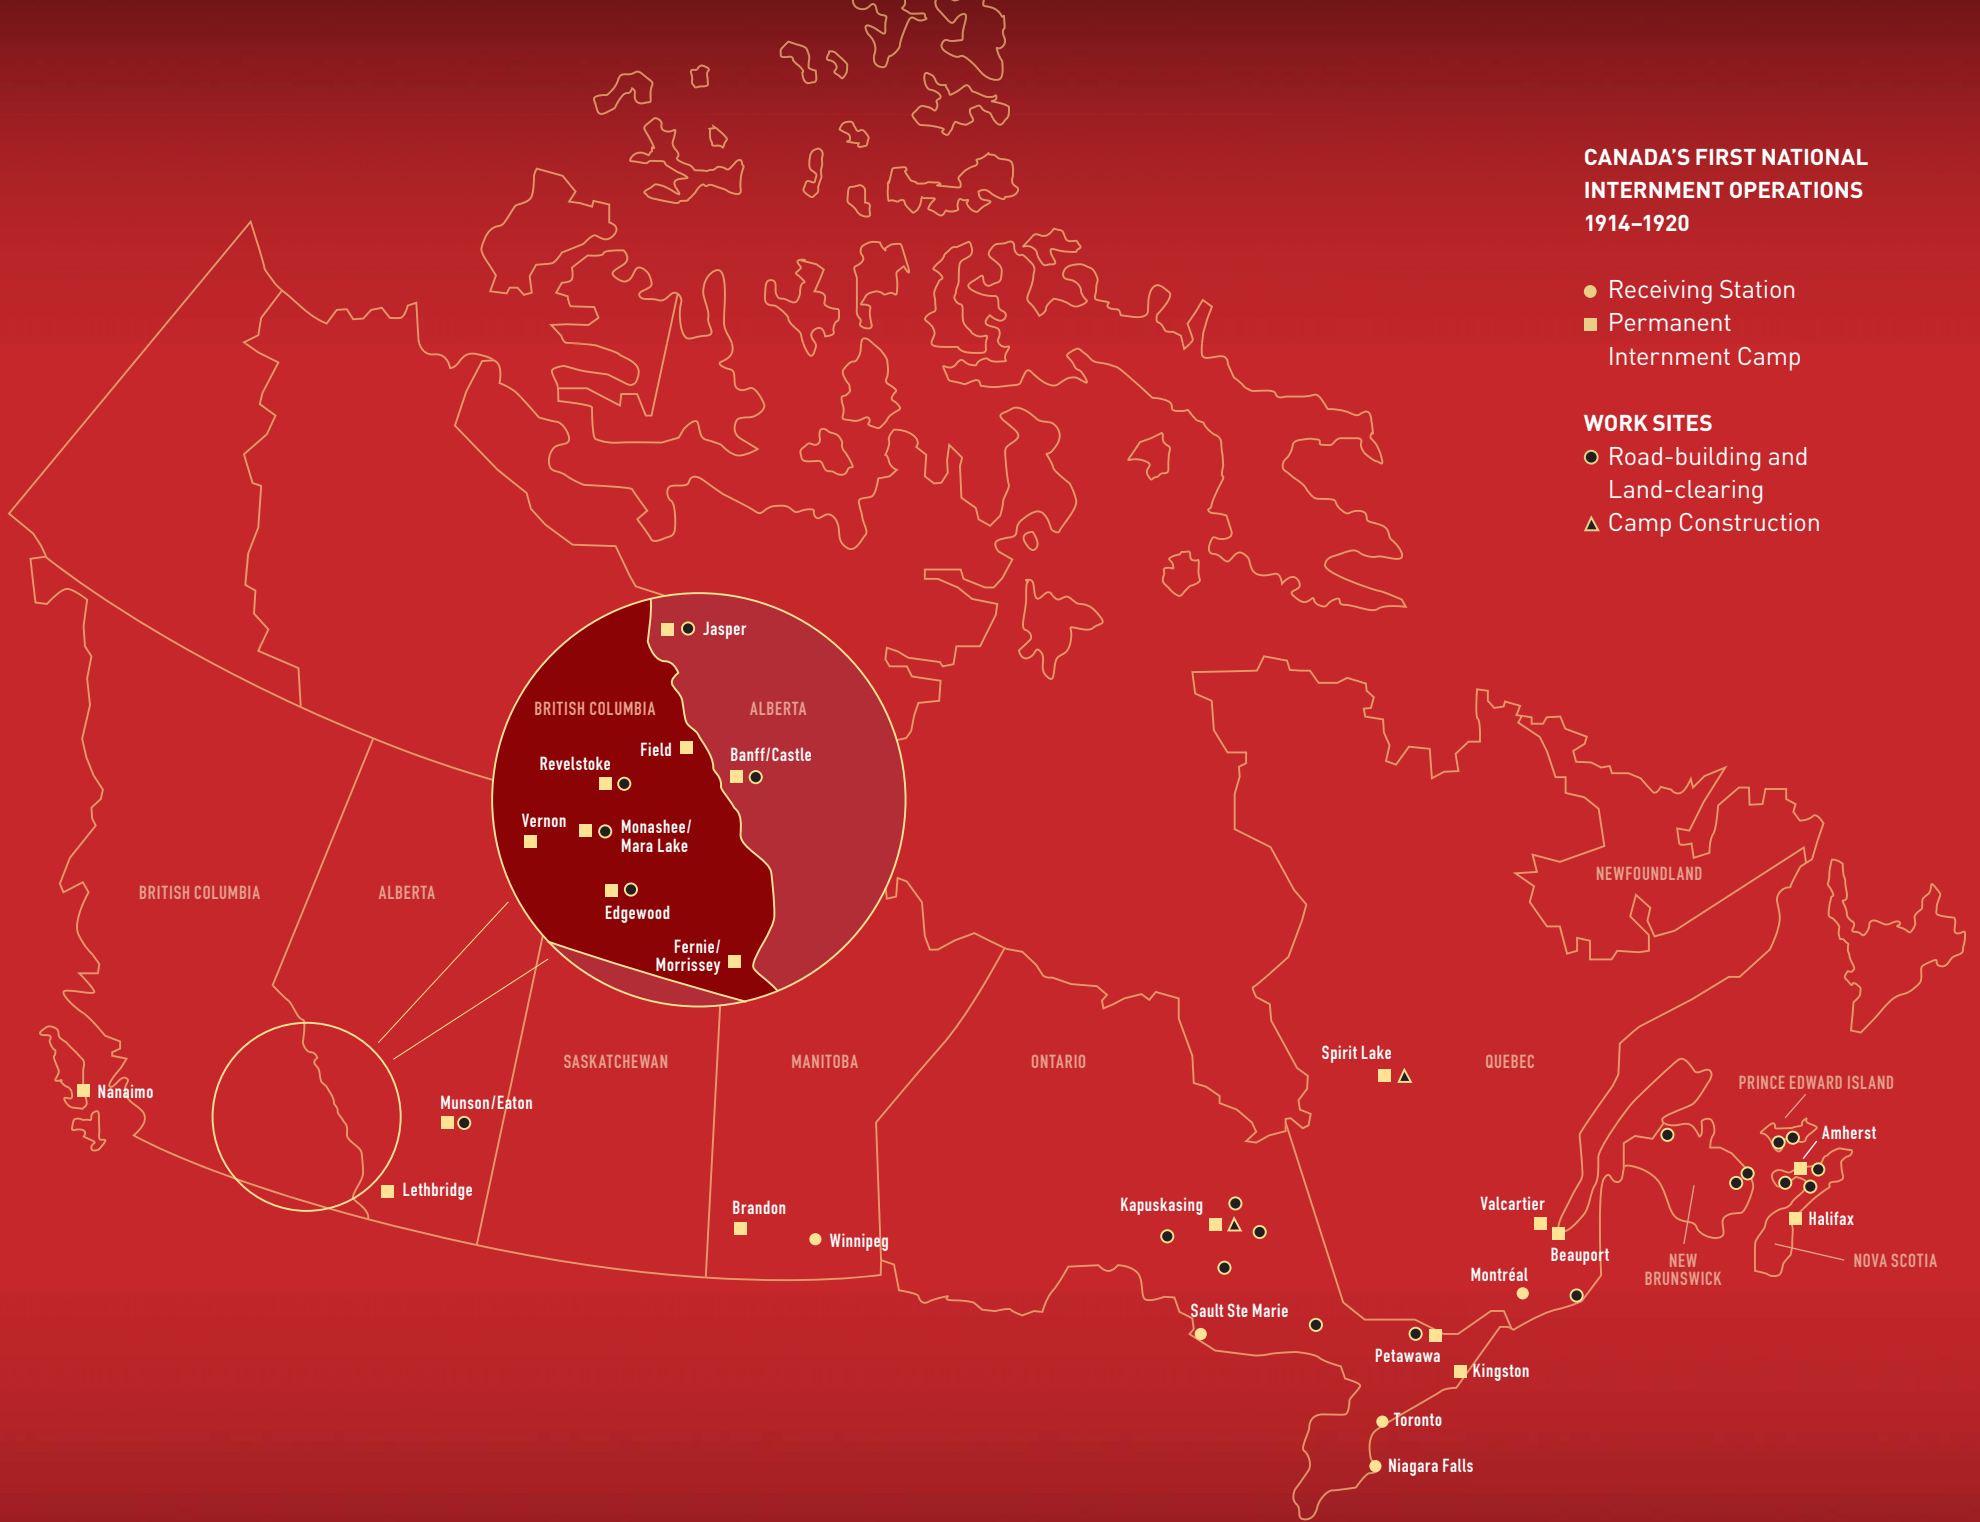 CANADA'S FIRST NATIONAL
INTERNMENT OPERATIONS
1914–1920
Receiving Station
Permanent
Internment Camp
WORK SITES
Road-building and
Land-clearing
Camp Construction
Jasper
BRITISH COLUMBIA
ALBERTA
Field
Banff/Castle
Revelstoke
Vernon
Monashee/
Mara Lake
Edgewood
Fernie/
Morrissey
BRITISH COLUMBIA
ALBERTA
NEWFOUNDLAND
SASKATCHEWAN
MANITOBA
ONTARIO
Spirit Lake
QUEBEC
PRINCE EDWARD ISLAND
Nanaimo
Munson/Eaton
Amherst
Lethbridge
Brandon
Winnipeg
Kapuskasing
Valcartier
Beauport
Halifax
NEW
BRUNSWICK
NOVA SCOTIA
Montréal
Sault Ste Marie
Petawawa
Kingston
Toronto
Niagara Falls